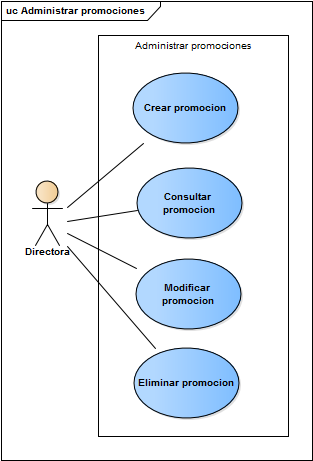 uc Administrar promociones
Administrar promociones
Crear promocion
Consultar
promocion
Directora
Modificar
promocion
Eliminar promocion